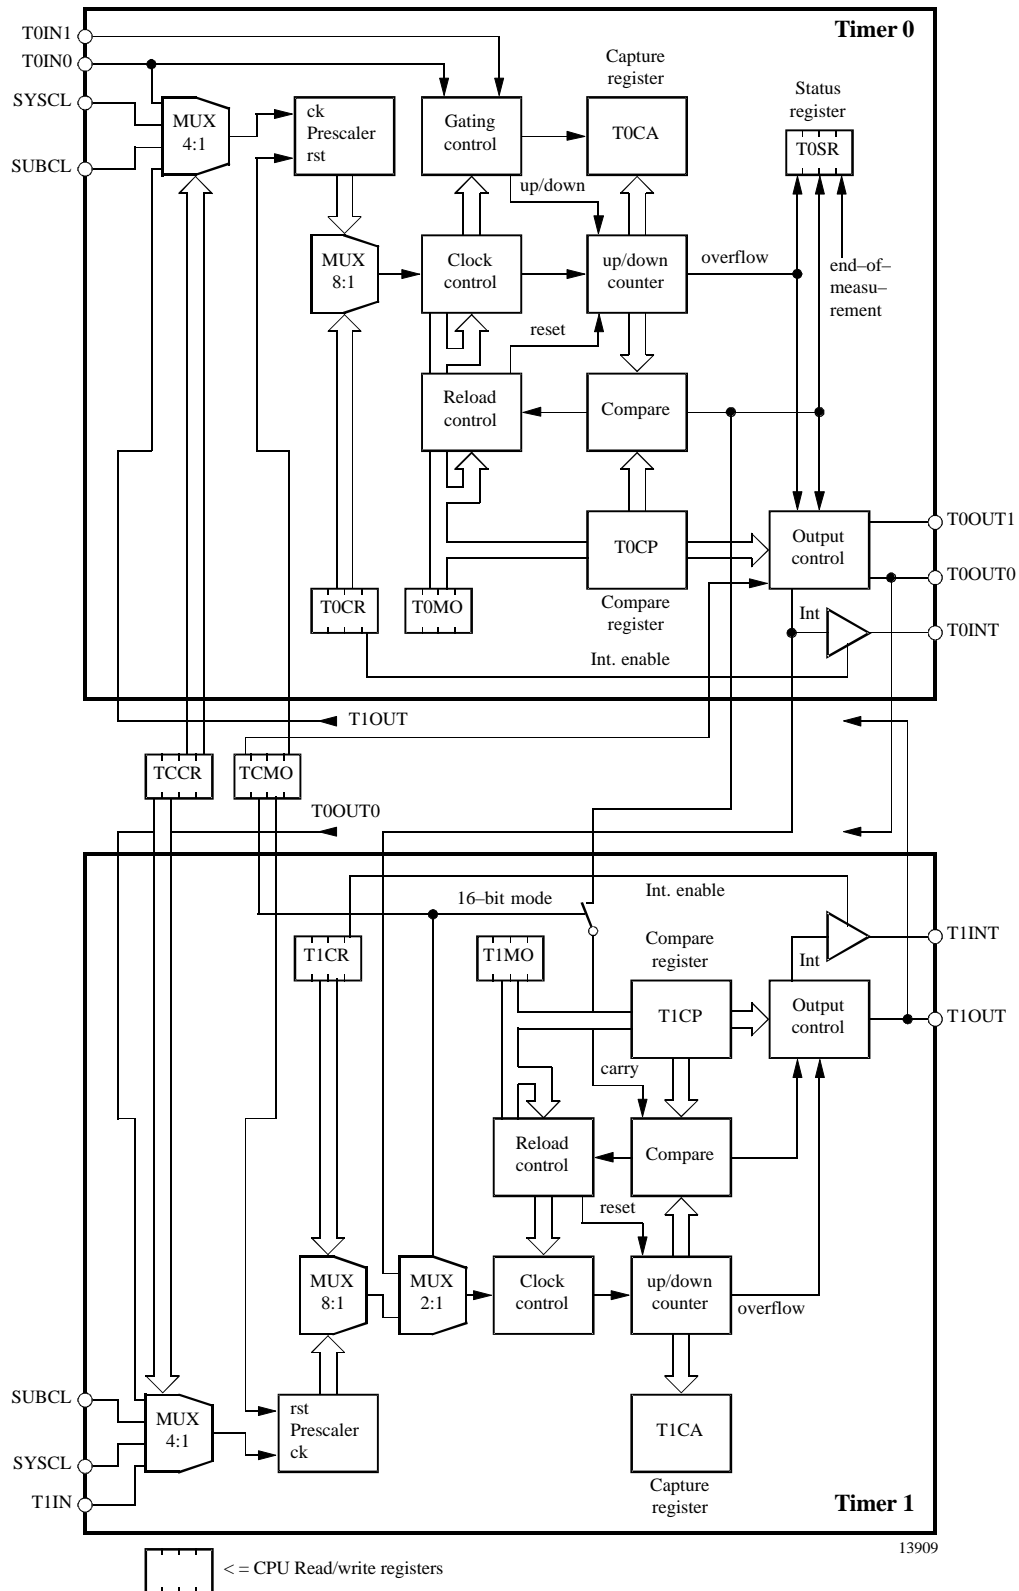 Timer 0
T0IN1
T0IN0
SYSCL
SUBCL
MUX
4:1
ck
Prescaler
rst
Gating
control
Capture
register
T0CA
Status
register
T0SR
up/down
MUX
8:1
Clock
control
up/down
counter
overflow
end–of–
measu–
rement
reset
Reload
control
Compare
T0CP
Compare
register
Output
control
T0OUT1
T0OUT0
T0CR
T0MO
Int
T0INT
Int. enable
T1OUT
TCCR
TCMO
T0OUT0
16–bit mode
Int. enable
T1CR
T1MO
Compare
register
T1CP
Int
T1INT
Output
control
T1OUT
carry
Reload
control
Compare
reset
MUX
8:1
MUX
2:1
Clock
control
up/down
counter
overflow
SUBCL
SYSCL
T1IN
MUX
4:1
rst
Prescaler
ck
T1CA
Capture
register
Timer 1
13909
< = CPU Read/write registers